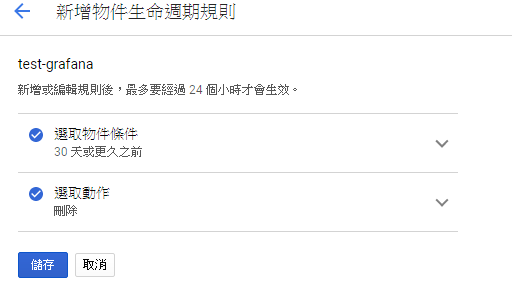 新增物件生命週期規則
test-grafana
新增或編輯規則後，最多要經過 24 個小時才會生效。
選取物件條件
30 天或更久之前
選取動作
刪除
儲存 取消